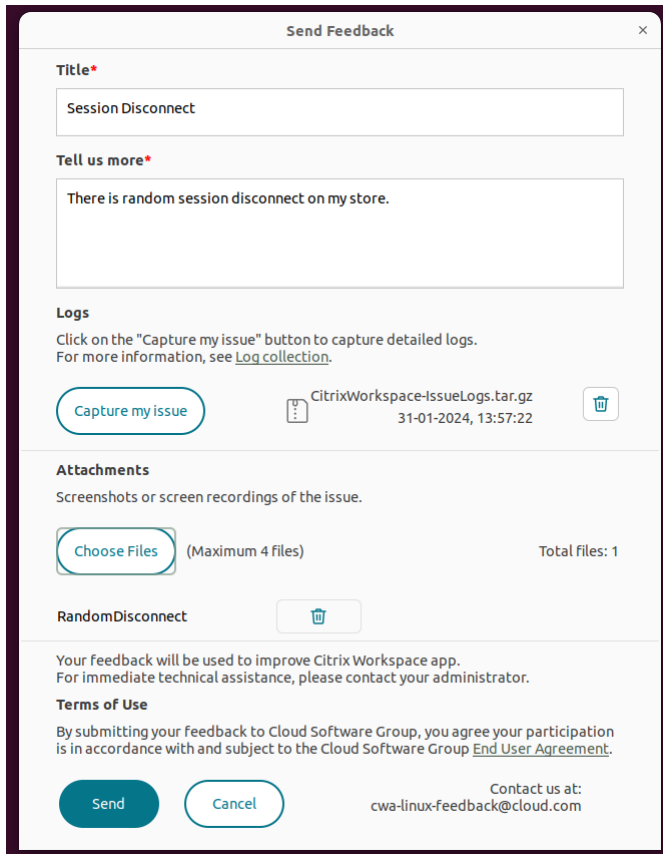 Send Feedback
×
Title*
Session Disconnect
Tell us more*
There is random session disconnect on my store.
Logs
Click on the "Capture my issue" button to capture detailed logs.
For more information, see Log collection.
Capture my issue
CitrixWorkspace-IssueLogs.tar.gz
31-01-2024, 13:57:22
Attachments
Screenshots or screen recordings of the issue.
Choose Files
(Maximum 4 files)
Total files: 1
RandomDisconnect
Your feedback will be used to improve Citrix Workspace app.
For immediate technical assistance, please contact your administrator.
Terms of Use
By submitting your feedback to Cloud Software Group, you agree your participation
is in accordance with and subject to the Cloud Software Group End User Agreement.
Send
Cancel
Contact us at:
cwa-linux-feedback@cloud.com